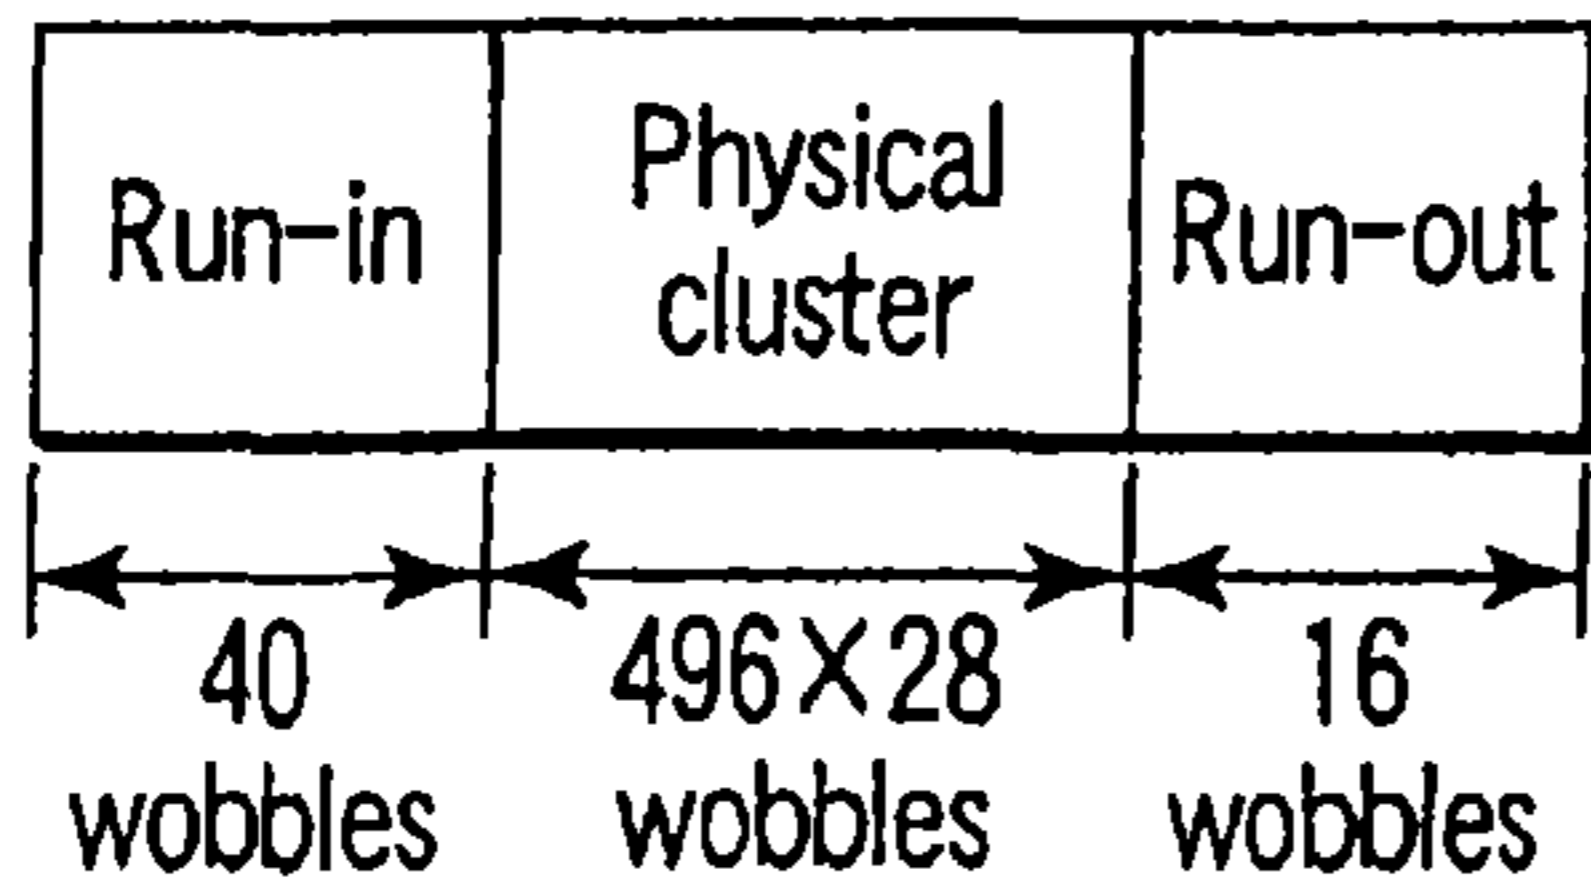 Run-in
Physical
cluster
Run-out
40
wobbles
496×28
wobbles
16
wobbles